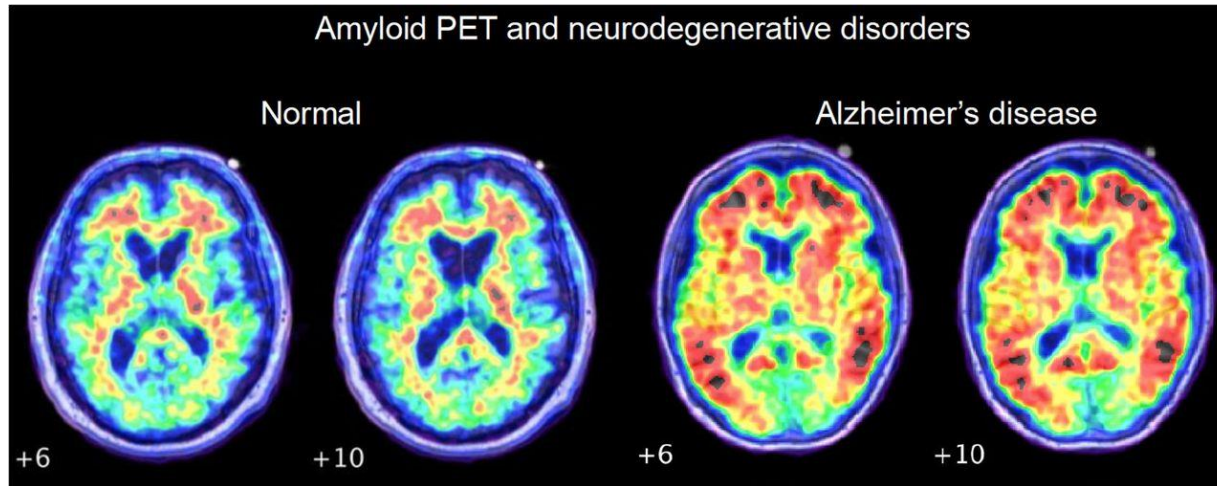 Amyloid PET and neurodegenerative disorders
Normal
Alzheimer’s disease
+6
+10
+6
+10